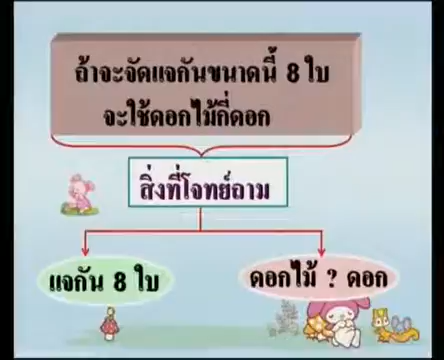 ถ้าจะจัดแจกันขนาดนี้ 8 ใบ
จะใช้ดอกไม้กี่ดอก
สิ่งที่โจทย์ถาม
แจกัน 8 ใบ
ดอกไม้ ? ดอก